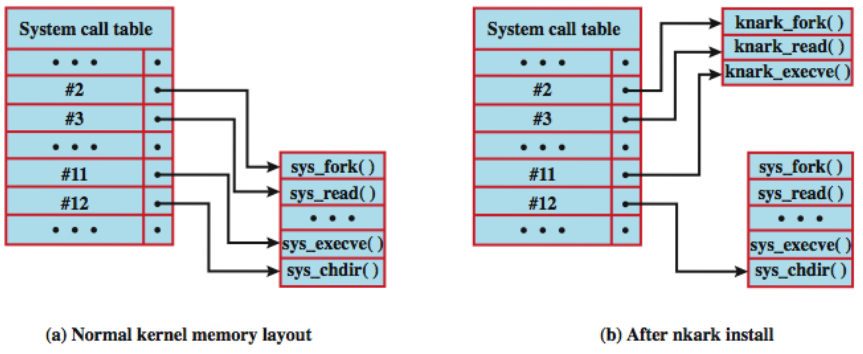 System call table
• • • •
#2
#3
• • • •
#11
#12
• • • •
sys_fork( )
sys_read( )
• • •
sys_execve( )
sys_chdir( )
(a) Normal kernel memory layout
System call table
• • • •
#2
#3
• • • •
#11
#12
• • • •
knark_fork( )
knark_read( )
knark_execve( )
sys_fork( )
sys_read( )
• • •
sys_execve( )
sys_chdir( )
(b) After nkark install